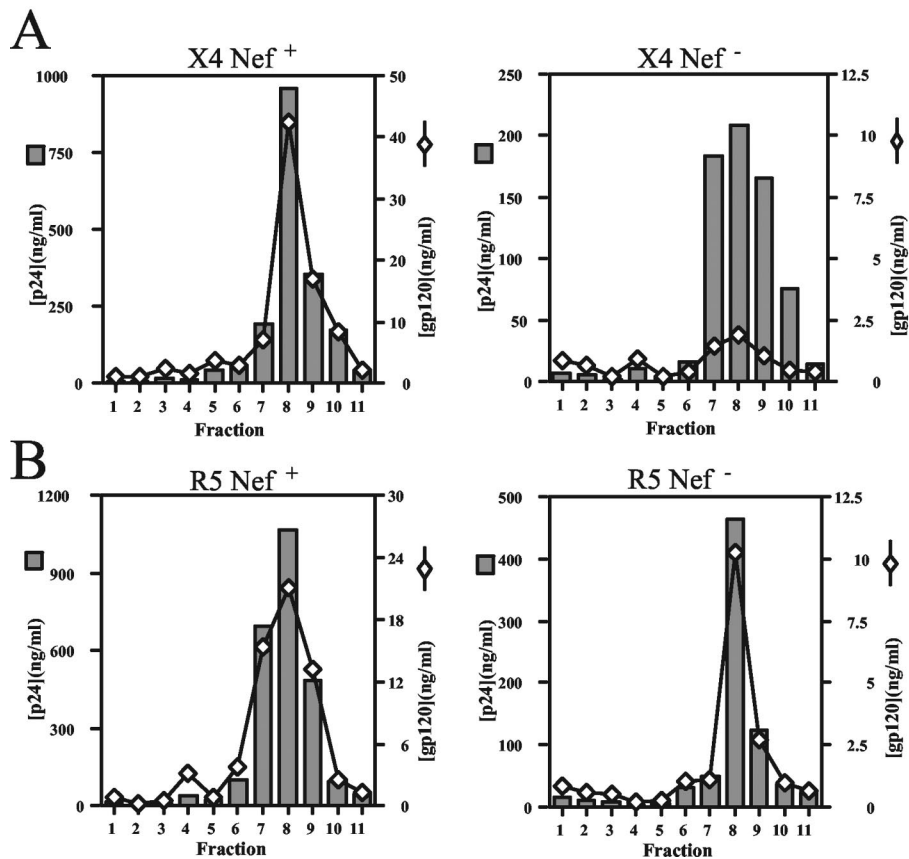 A
X4 Nef +
X4 Nef -
1000
750
500
250
0
[p24](ng/ml)
50
40
30
20
10
0
[gp120](ng/ml)
1 2 3 4 5 6 7 8 9 10 11
Fraction
250
200
150
100
50
0
[p24](ng/ml)
12.5
10
7.5
5
2.5
0
[gp120](ng/ml)
1 2 3 4 5 6 7 8 9 10 11
Fraction
B
R5 Nef +
R5 Nef -
1200
900
600
300
0
[p24](ng/ml)
30
24
18
12
6
0
[gp120](ng/ml)
1 2 3 4 5 6 7 8 9 10 11
Fraction
500
400
300
200
100
0
[p24](ng/ml)
12.5
10
7.5
5
2.5
0
[gp120](ng/ml)
1 2 3 4 5 6 7 8 9 10 11
Fraction